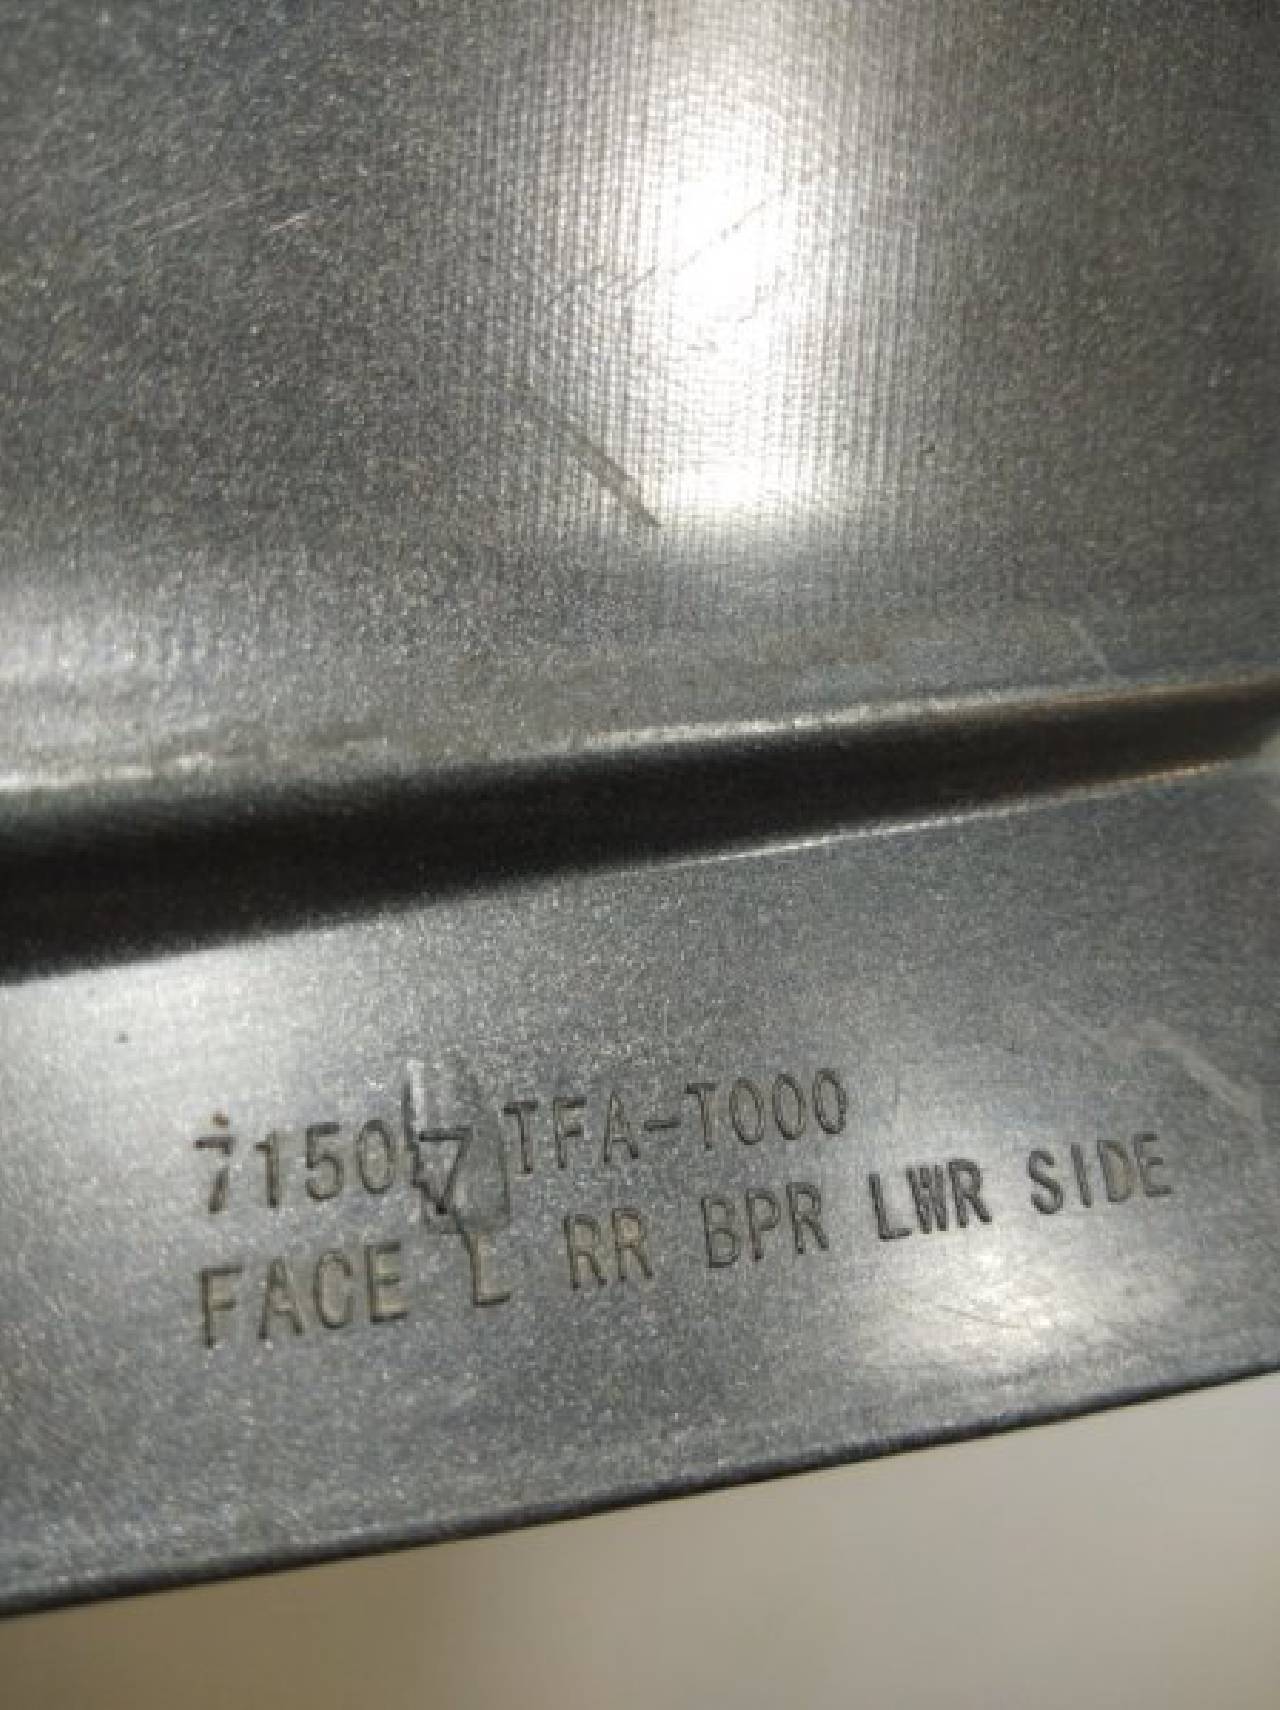 71507 TFA-T000
FACE L RR BPR LWR SIDE